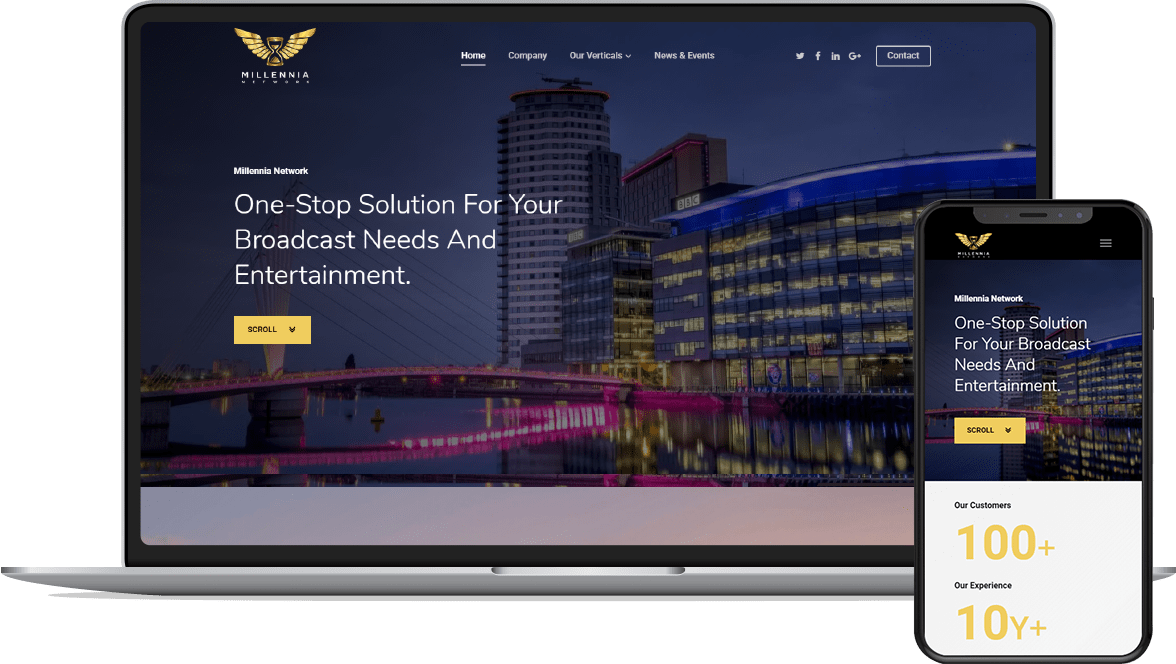 MILLENNIA
NETWORK
Home Company Our Verticals News & Events Contact
Millennia Network
One-Stop Solution For Your
Broadcast Needs And
Entertainment.
SCROLL
BBC
MILLENNIA
Millennia Network
One-Stop Solution
For Your Broadcast
Needs And
Entertainment.
SCROLL
Our Customers
100+
Our Experience
10Y+